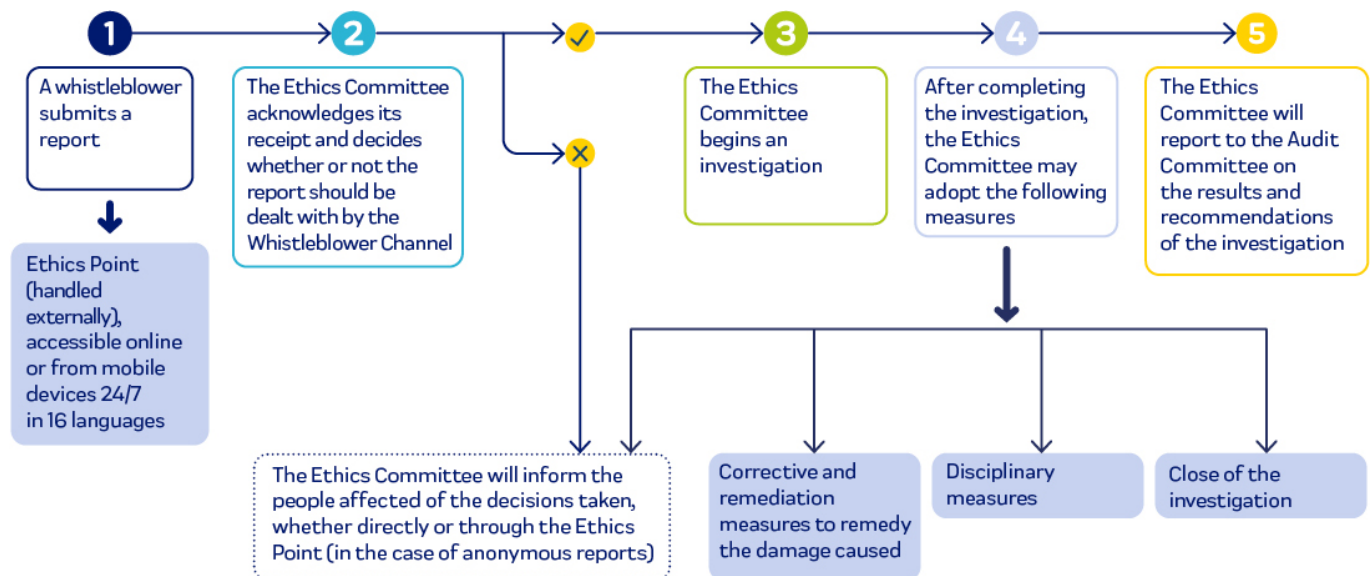 1
2
3
4
5
A whistleblower
submits a
report
The Ethics Committee
acknowledges its
receipt and decides
whether or not the
report should be
dealt with by the
Whistleblower Channel
The Ethics
Committee
begins an
investigation
After completing
the investigation,
the Ethics
Committee may
adopt the following
measures
The Ethics
Committee will
report to the Audit
Committee on
the results and
recommendations
of the investigation
Ethics Point
(handled
externally),
accessible online
or from mobile
devices 24/7
in 16 languages
The Ethics Committee will inform the
people affected of the decisions taken,
whether directly or through the Ethics
Point (in the case of anonymous reports)
Corrective and
remediation
measures to remedy
the damage caused
Disciplinary
measures
Close of the
investigation